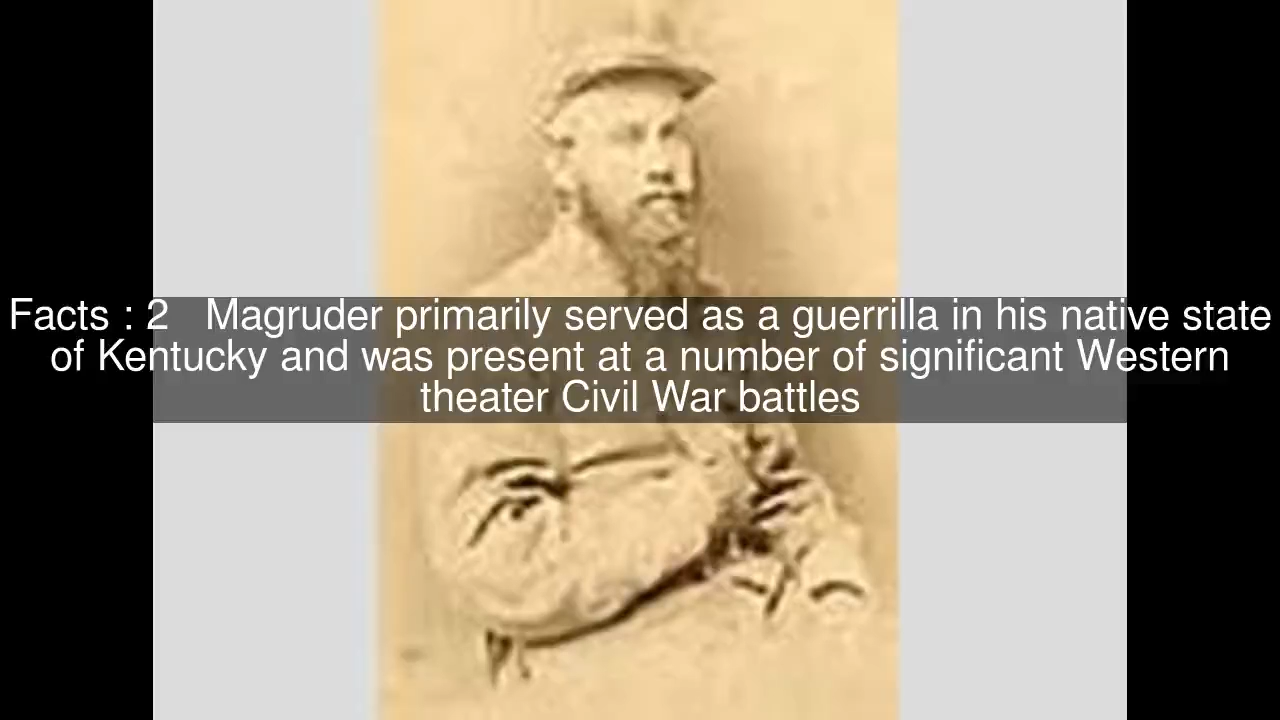 Facts : 2 Magruder primarily served as a guerrilla in his native state
of Kentucky and was present at a number of significant Western
theater Civil War battles